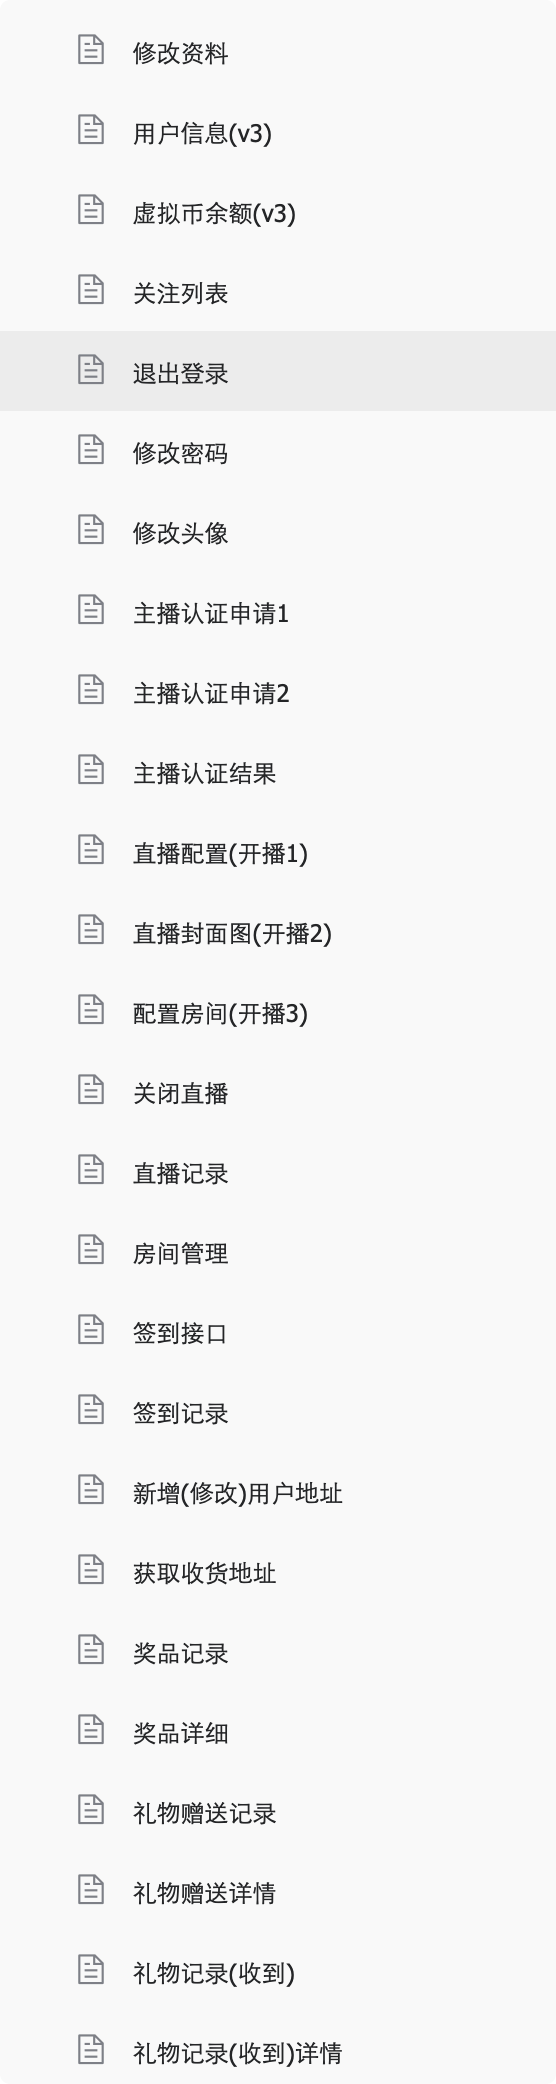 修改资料
用户信息(v3)
虚拟币余额(v3)
关注列表
退出登录
修改密码
修改头像
主播认证申请1
主播认证申请2
主播认证结果
直播配置(开播1)
直播封面图(开播2)
配置房间(开播3)
关闭直播
直播记录
房间管理
签到接口
签到记录
新增(修改)用户地址
获取收货地址
奖品记录
奖品详细
礼物赠送记录
礼物赠送详情
礼物记录(收到)
礼物记录(收到)详情